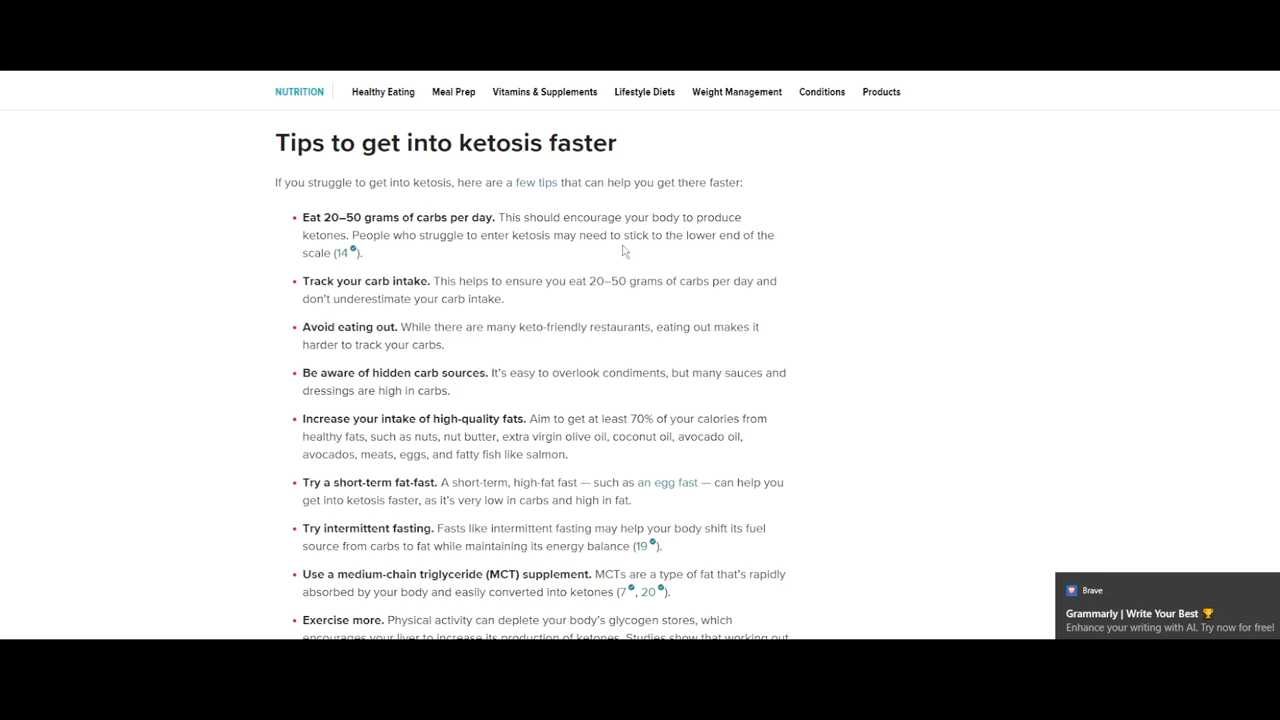 NUTRITION Healthy Eating Meal Prep Vitamins & Supplements Lifestyle Diets Weight Management Conditions Products
Tips to get into ketosis faster
If you struggle to get into ketosis, here are a few tips that can help you get there faster:
• Eat 20–50 grams of carbs per day. This should encourage your body to produce
ketones. People who struggle to enter ketosis may need to stick to the lower end of the
scale (14).
• Track your carb intake. This helps to ensure you eat 20–50 grams of carbs per day and
don't underestimate your carb intake.
• Avoid eating out. While there are many keto-friendly restaurants, eating out makes it
harder to track your carbs.
• Be aware of hidden carb sources. It's easy to overlook condiments, but many sauces and
dressings are high in carbs.
• Increase your intake of high-quality fats. Aim to get at least 70% of your calories from
healthy fats, such as nuts, nut butter, extra virgin olive oil, coconut oil, avocado oil,
avocados, meats, eggs, and fatty fish like salmon.
• Try a short-term fat-fast. A short-term, high-fat fast — such as an egg fast — can help you
get into ketosis faster, as it's very low in carbs and high in fat.
• Try intermittent fasting. Fasts like intermittent fasting may help your body shift its fuel
source from carbs to fat while maintaining its energy balance (19).
• Use a medium-chain triglyceride (MCT) supplement. MCTs are a type of fat that's rapidly
absorbed by your body and easily converted into ketones (7, 20).
• Exercise more. Physical activity can deplete your body's glycogen stores, which
encourages your liver to increase its production of ketones. Studies show that working out
Brave
Grammarly | Write Your Best 🏆
Enhance your writing with AI. Try now for free!